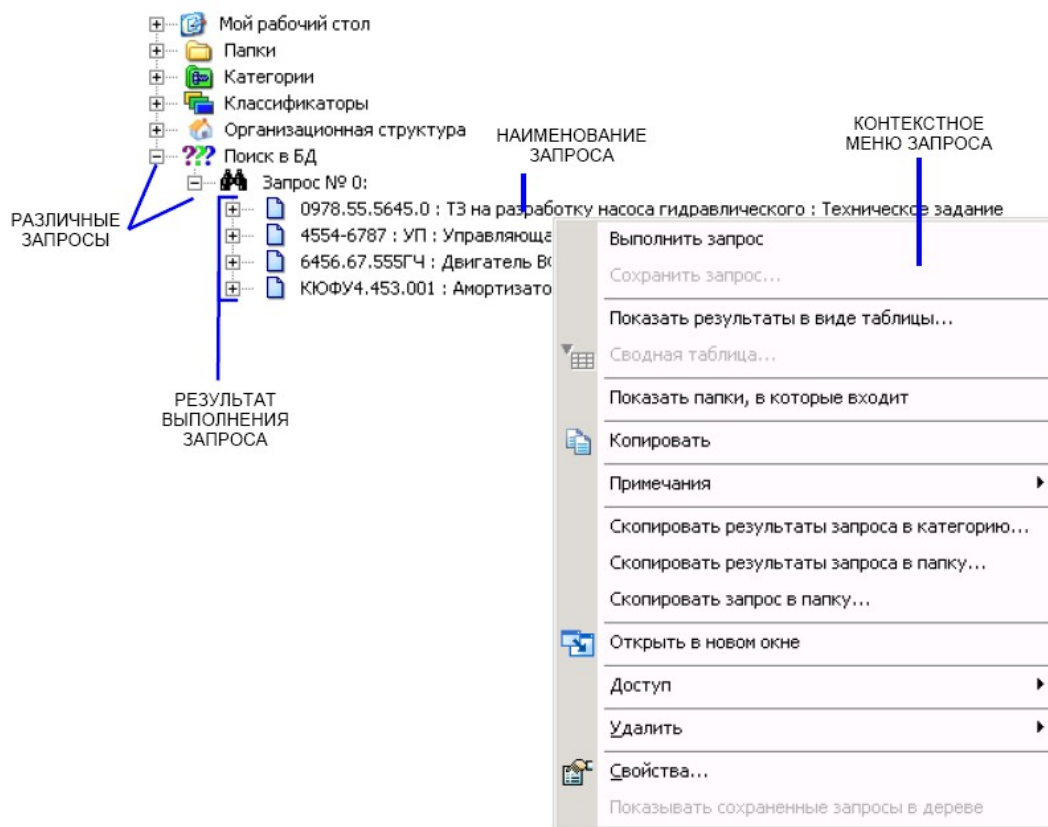 Мой рабочий стол
Папки
Категории
Классификаторы
Организационная структура
Поиск в БД
Запрос № 0:
0978.55.5645.0 : ТЗ на разработку насоса гидравлического : Техническое задание
4554-6787 : УП : Управляюща
6456.67.555ГЧ : Двигатель ВО
КЮФУ4.453.001 : Амортизато
НАИМЕНОВАНИЕ
ЗАПРОСА
КОНТЕКСТНОЕ
МЕНЮ ЗАПРОСА
РАЗЛИЧНЫЕ
ЗАПРОСЫ
РЕЗУЛЬТАТ
ВЫПОЛНЕНИЯ
ЗАПРОСА
Выполнить запрос
Сохранить запрос...
Показать результаты в виде таблицы...
Сводная таблица...
Показать папки, в которые входит
Копировать
Примечания
Скопировать результаты запроса в категорию...
Скопировать результаты запроса в папку...
Скопировать запрос в папку...
Открыть в новом окне
Доступ
Удалить
Свойства...
Показывать сохраненные запросы в дереве